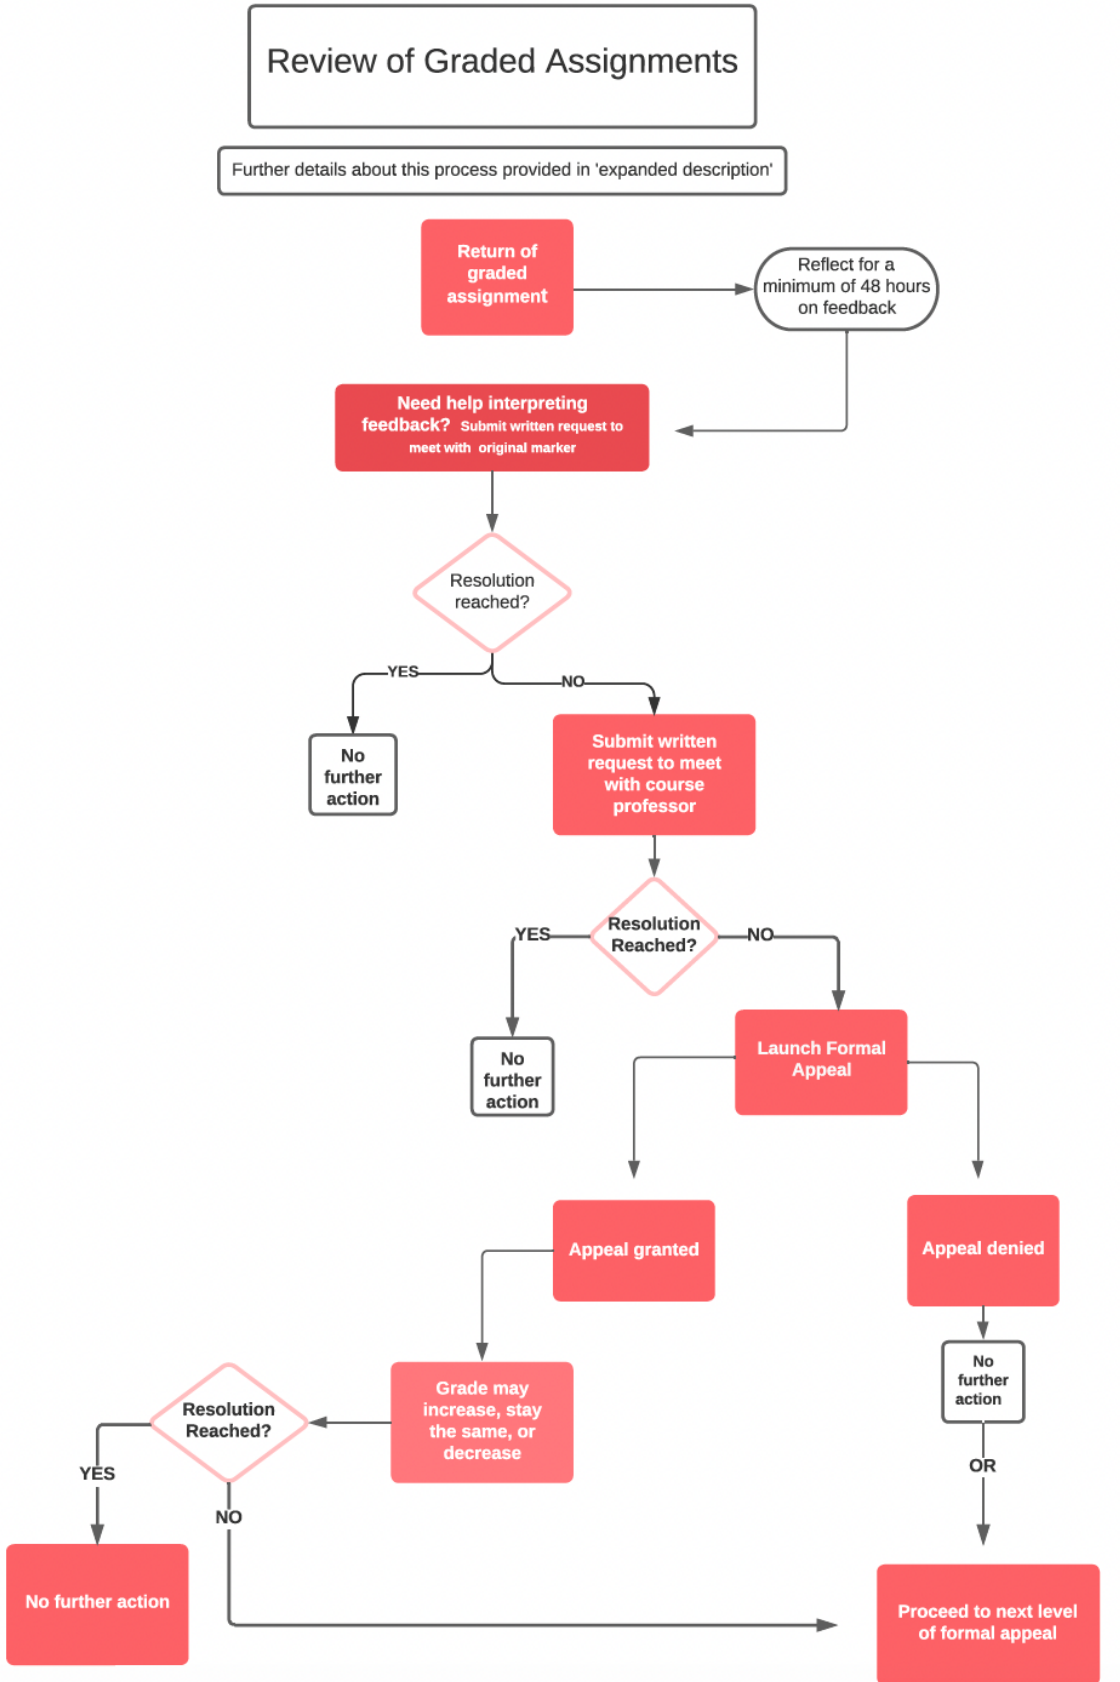 Review of Graded Assignments
Further details about this process provided in 'expanded description'
Return of
graded
assignment
Reflect for a
minimum of 48 hours
on feedback
Need help interpreting
feedback? Submit written request to
meet with original marker
Resolution
reached?
YES
NO
No
further
action
Submit written
request to meet
with course
professor
Resolution
Reached?
YES
NO
No
further
action
Launch Formal
Appeal
Appeal granted
Appeal denied
No
further
action
Grade may
increase, stay
the same, or
decrease
Resolution
Reached?
YES
NO
OR
No further action
Proceed to next level
of formal appeal